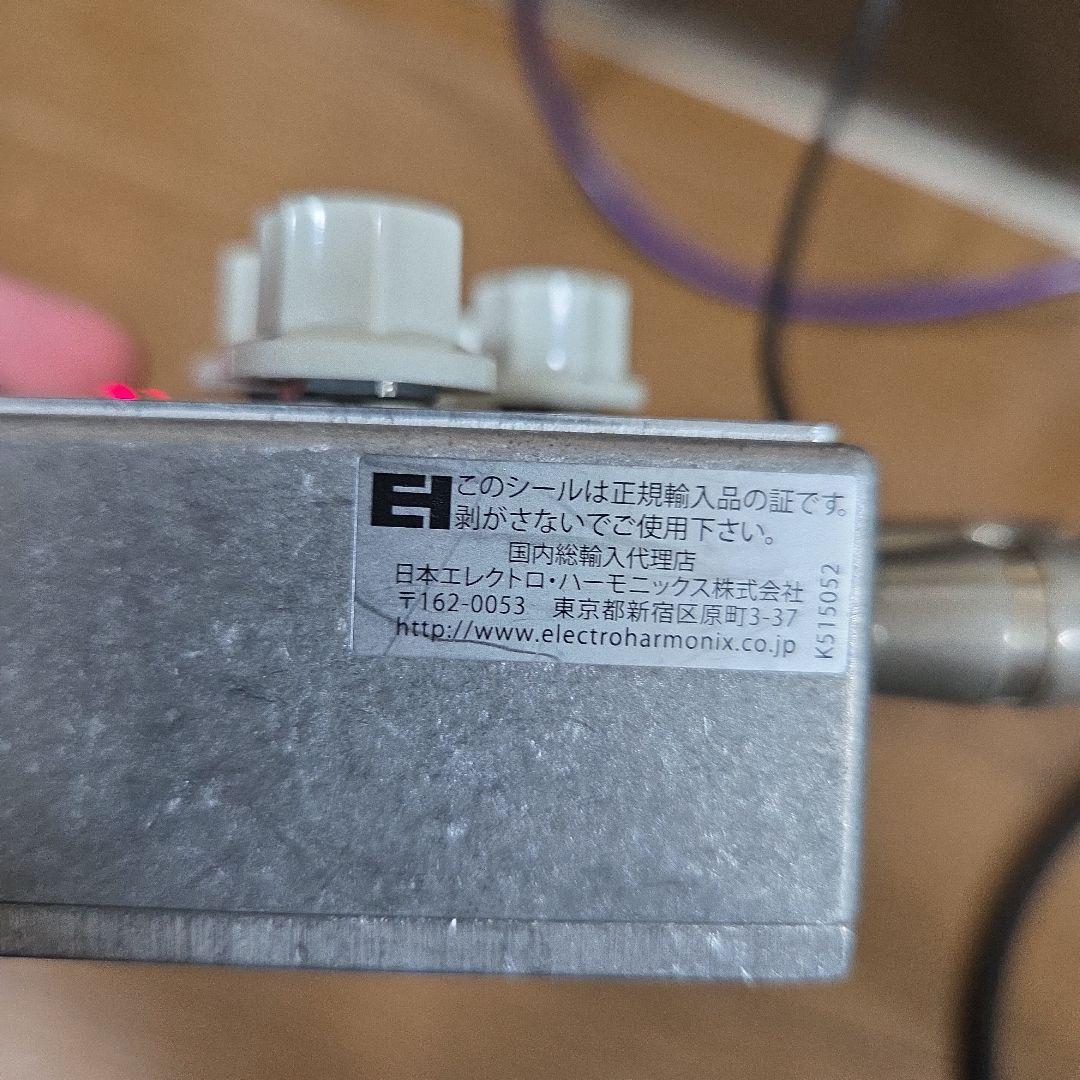 EH
このシールは正規輸入品の証です。
剥がさないでご使用下さい。
国内総輸入代理店
日本エレクトロ・ハーモニックス株式会社
〒162-0053 東京都新宿区原町3-37
http://www.electroharmonix.co.jp
K515052